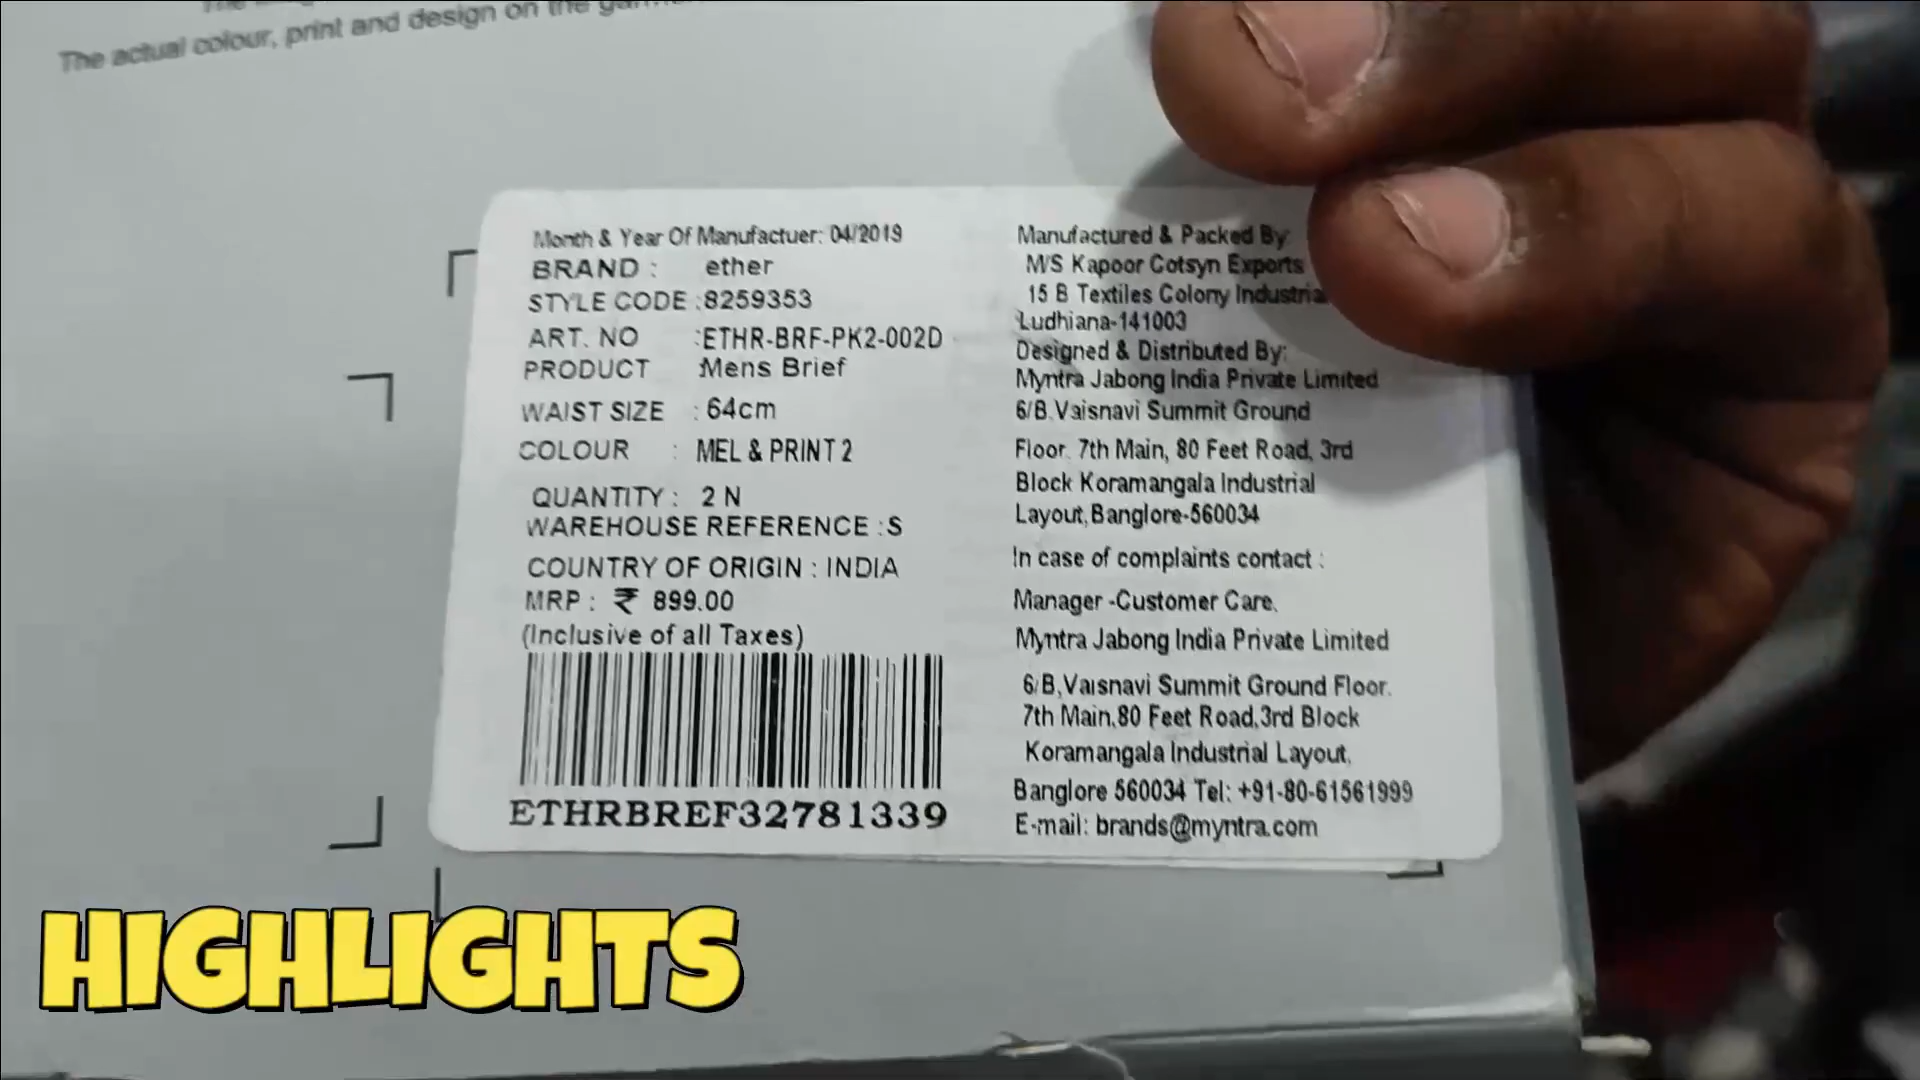 The actual colour, print and design on the
Month & Year Of Manufactuer: 04/2019
BRAND : ether
STYLE CODE :8259353
ART. NO :ETHR-BRF-PK2-002D
PRODUCT Mens Brief
WAIST SIZE : 64cm
COLOUR : MEL & PRINT 2
QUANTITY : 2 N
WAREHOUSE REFERENCE :S
COUNTRY OF ORIGIN : INDIA
MRP : ₹ 899.00
(Inclusive of all Taxes)
ETHRBREF32781339
Manufactured & Packed By:
M/S Kapoor Cotsyn Exports
15 B Textiles Colony
Ludhiana-141003
Designed & Distributed By:
Myntra Jabong India Private Limited
6/B.Vaisnavi Summit Ground
Floor. 7th Main, 80 Feet Road, 3rd
Block Koramangala Industrial
Layout,Banglore-560034
In case of complaints contact :
Manager -Customer Care,
Myntra Jabong India Private Limited
6/B,Vaisnavi Summit Ground Floor.
7th Main,80 Feet Road,3rd Block
Koramangala Industrial Layout,
Banglore 560034 Tel: +91-80-61561999
E-mail: brands@myntra.com
HIGHLIGHTS